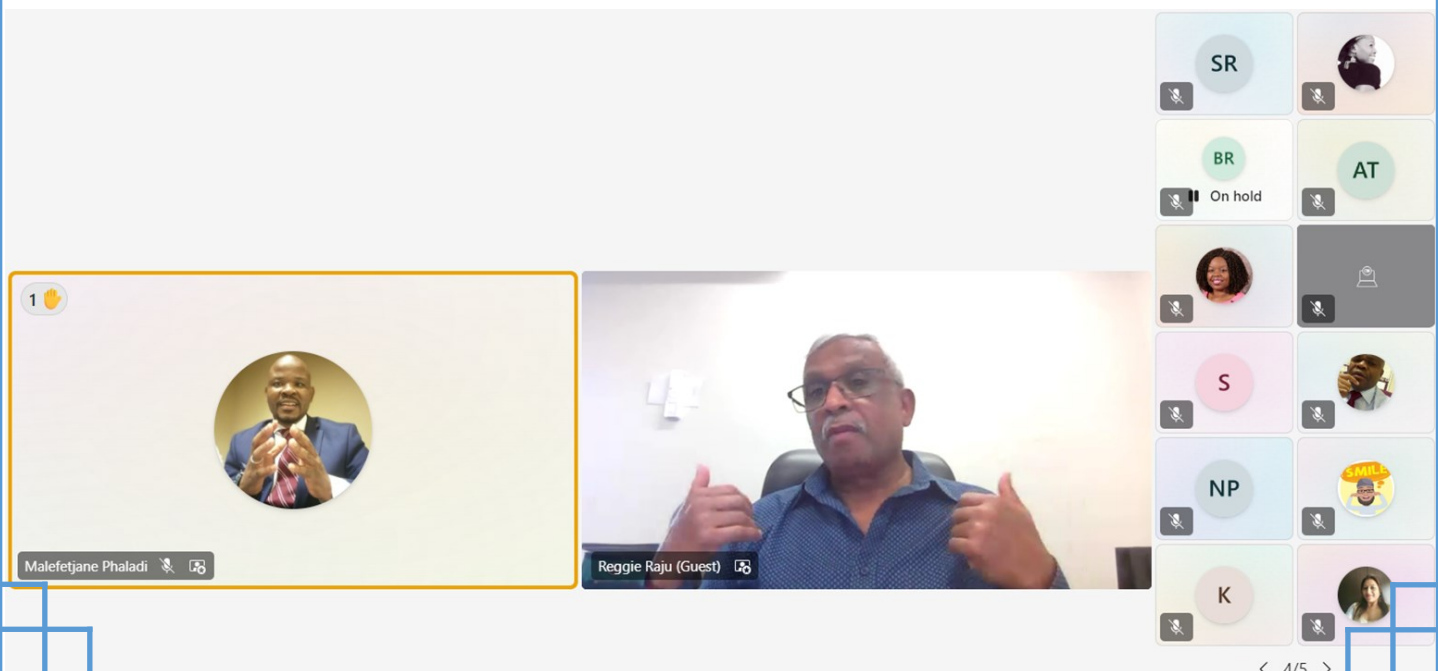 SR
BR
On hold
AT
1
S
NP
SMILE
Malefetjane Phaladi
Reggie Raju (Guest)
K
4/5